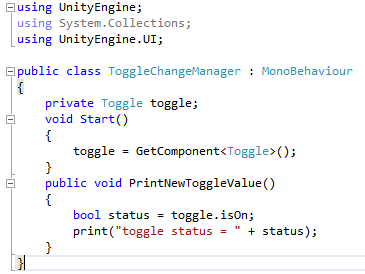 using UnityEngine;
using System.Collections;
using UnityEngine.UI;
public class ToggleChangeManager : MonoBehaviour
{
private Toggle toggle;
void Start()
{
toggle = GetComponent<Toggle>();
}
public void PrintNewToggleValue()
{
bool status = toggle.isOn;
print("toggle status = " + status);
}
}